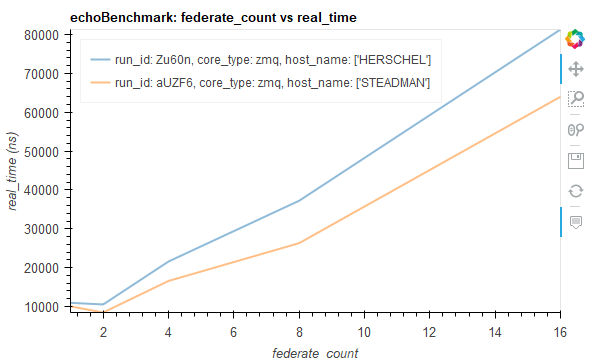 echoBenchmark: federate_count vs real_time
run_id: Zu60n, core_type: zmq, host_name: ['HERSCHEL']
run_id: aUZF6, core_type: zmq, host_name: ['STEADMAN']
80000
70000
60000
50000
40000
30000
20000
10000
real_time (ns)
2 4 6 8 10 12 14 16
federate_count